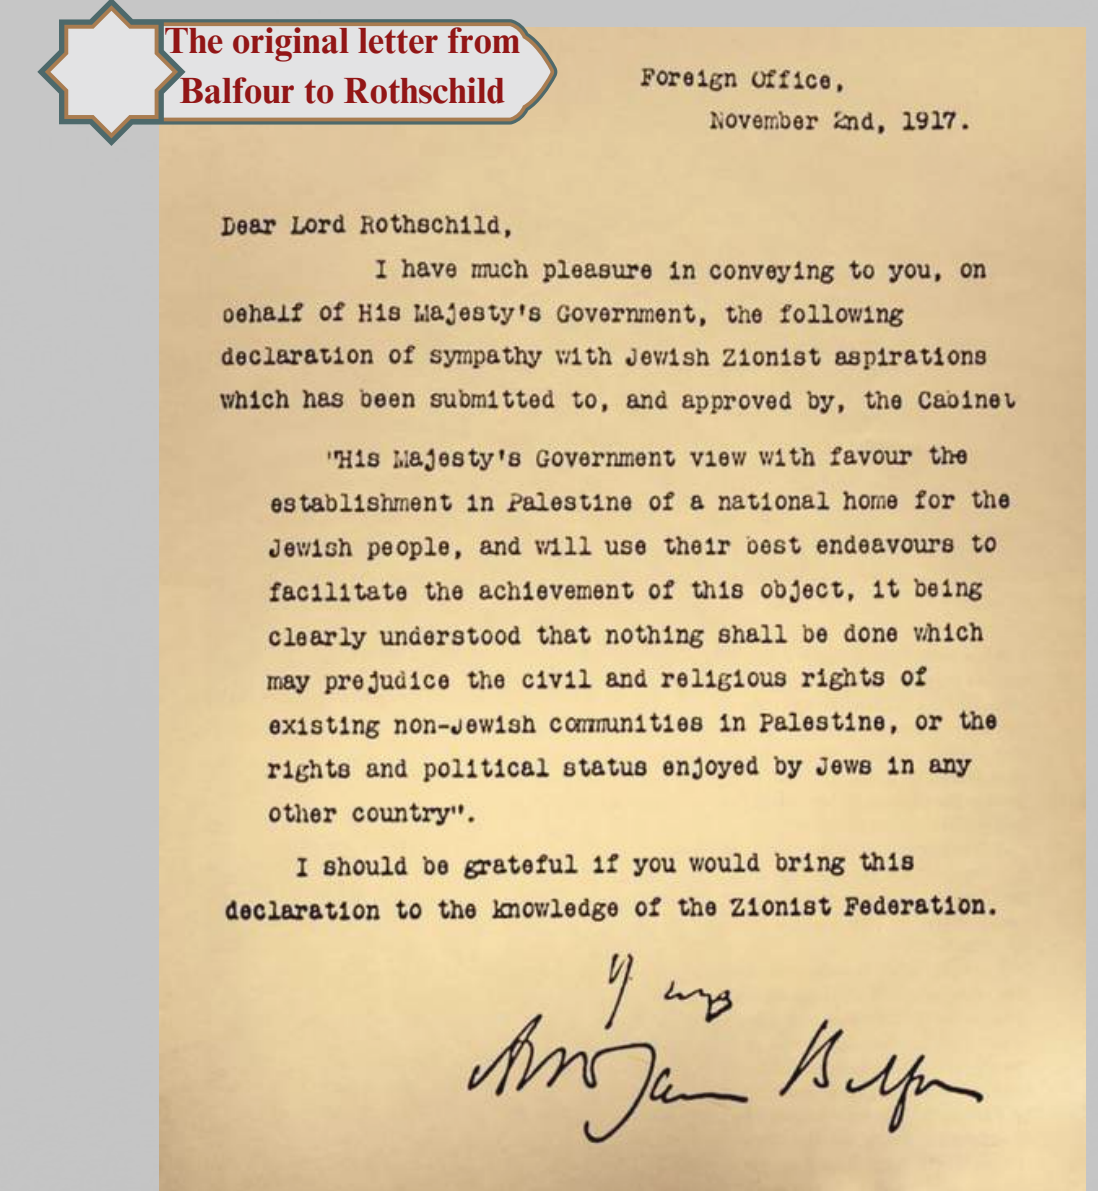 The original letter from
Balfour to Rothschild
Foreign Office,
November 2nd, 1917.
Dear Lord Rothschild,
I have much pleasure in conveying to you, on
behalf of His Majesty's Government, the following
declaration of sympathy with Jewish Zionist aspirations
which has been submitted to, and approved by, the Cabinet
"His Majesty's Government view with favour the
establishment in Palestine of a national home for the
Jewish people, and will use their best endeavours to
facilitate the achievement of this object, it being
clearly understood that nothing shall be done which
may prejudice the civil and religious rights of
existing non-Jewish communities in Palestine, or the
rights and political status enjoyed by Jews in any
other country".
I should be grateful if you would bring this
declaration to the knowledge of the Zionist Federation.
Yours
Arthur James Balfour